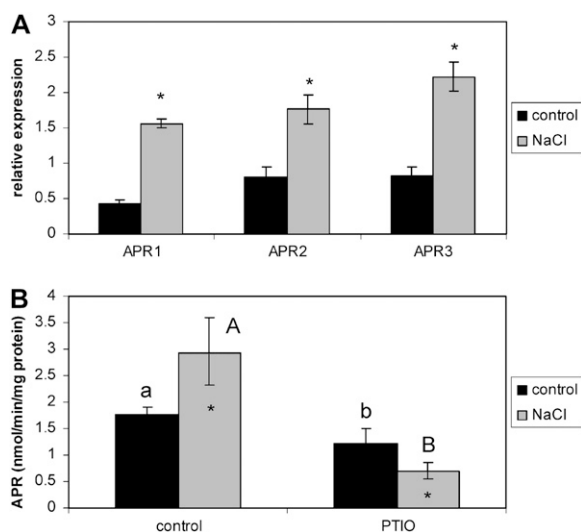 A
relative expression
3
2.5
2
1.5
1
0.5
0
*
*
*
APR1 APR2 APR3
control
NaCl
B
APR (nmol/min/mg protein)
4
3.5
3
2.5
2
1.5
1
0.5
0
a
A
*
b
B
*
control PTIO
control
NaCl